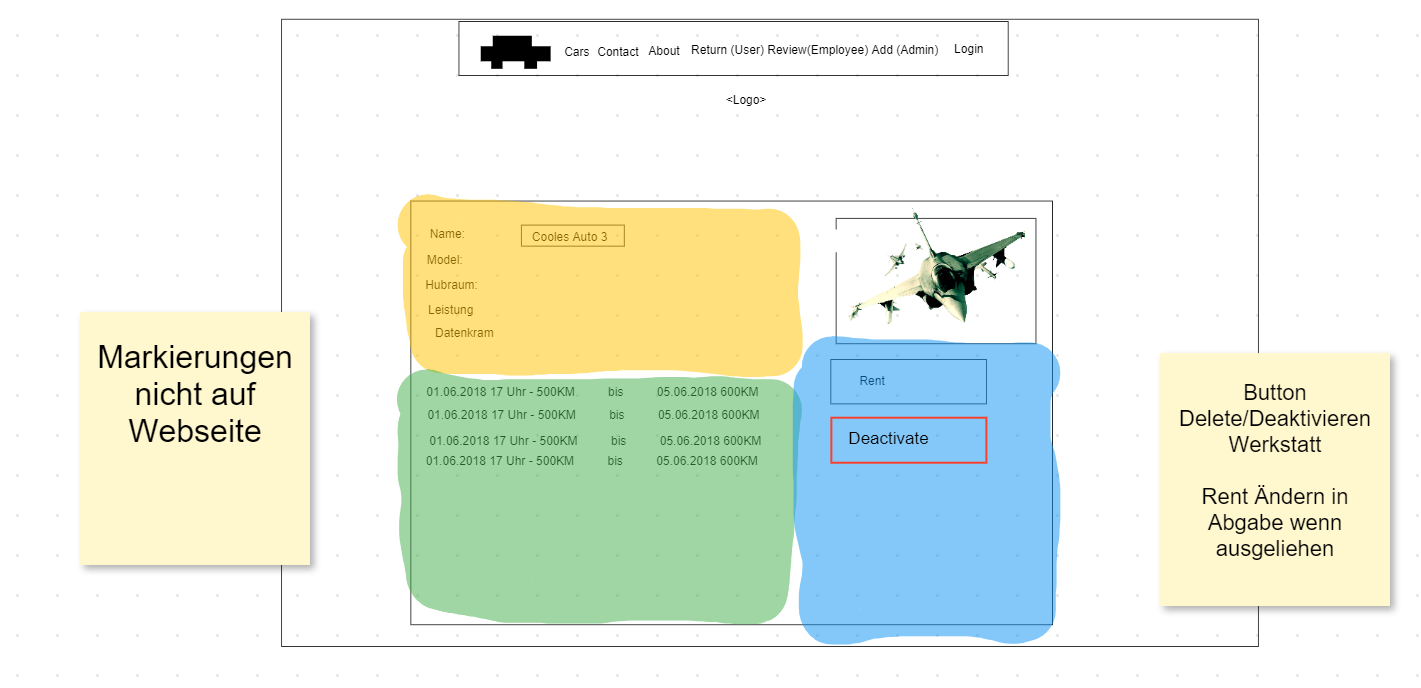 Cars Contact About Return (User) Review(Employee) Add (Admin) Login
<Logo>
Name: Cooles Auto 3
Model:
Hubraum:
Leistung
Datenkram
01.06.2018 17 Uhr - 500KM bis 05.06.2018 600KM
01.06.2018 17 Uhr - 500KM bis 05.06.2018 600KM
01.06.2018 17 Uhr - 500KM bis 05.06.2018 600KM
01.06.2018 17 Uhr - 500KM bis 05.06.2018 600KM
Rent
Deactivate
Markierungen
nicht auf
Webseite
Button
Delete/Deaktivieren
Werkstatt
Rent Ändern in
Abgabe wenn
ausgeliehen